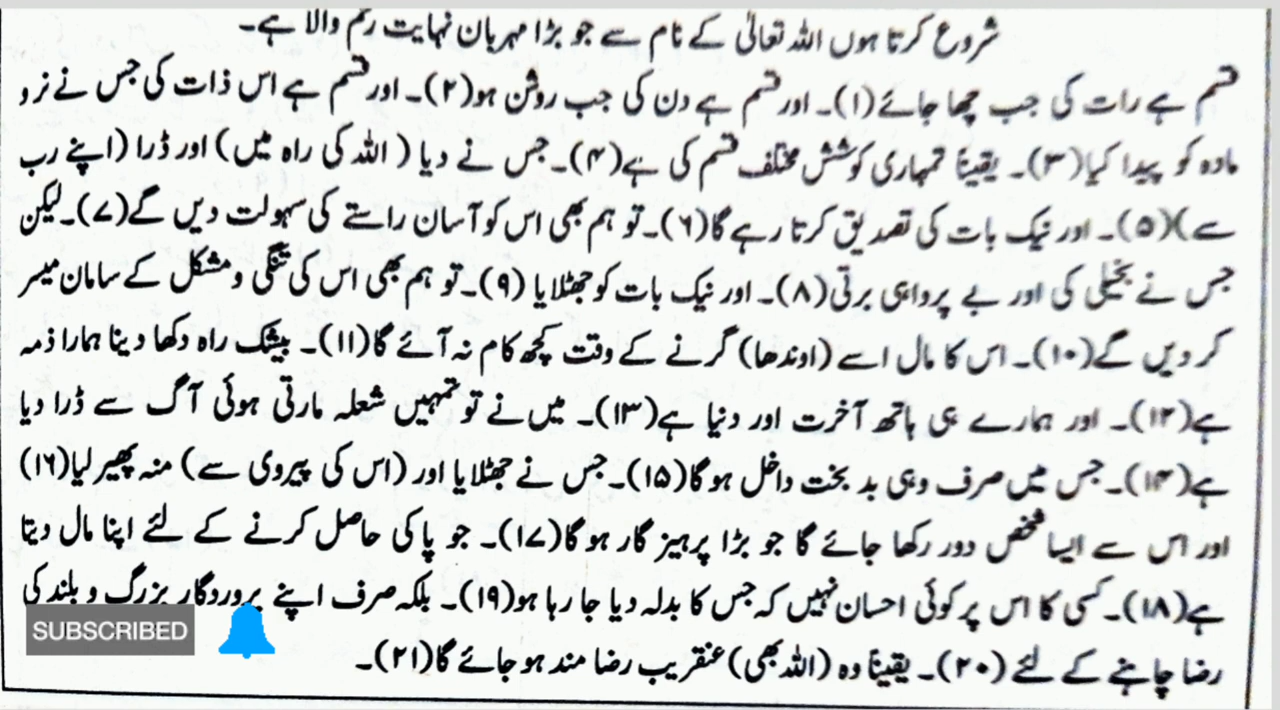 شروع کرتا ہوں اللہ تعالیٰ کے نام سے جو بڑا مہربان نہایت رحم والا ہے۔
قسم ہے رات کی جب چھا جائے(۱)۔ اور قسم ہے دن کی جب روشن ہو(۲)۔ اور قسم ہے اس ذات کی جس نے نر و
مادہ کو پیدا کیا(۳)۔ یقیناً تمہاری کوشش مختلف قسم کی ہے(۴)۔ جس نے دیا (اللہ کی راہ میں) اور ڈرا (اپنے رب
سے)(۵)۔ اور نیک بات کی تصدیق کرتا رہے گا(۶)۔ تو ہم بھی اس کو آسان راستے کی سہولت دیں گے(۷)۔ لیکن
جس نے بخیلی کی اور بے پرواہی برتی(۸)۔ اور نیک بات کو جھٹلایا (۹)۔ تو ہم بھی اس کی تنگی و مشکل کے سامان میسر
کر دیں گے(۱۰)۔ اس کا مال اسے (اوندھا) گرنے کے وقت کچھ کام نہ آئے گا(۱۱)۔ بیشک راہ دکھا دینا ہمارا ذمہ
ہے(۱۲)۔ اور ہمارے ہی ہاتھ آخرت اور دنیا ہے(۱۳)۔ میں نے تو تمہیں شعلہ مارتی ہوئی آگ سے ڈرا دیا
ہے(۱۴)۔ جس میں صرف وہی بد بخت داخل ہو گا(۱۵)۔ جس نے جھٹلایا اور (اس کی پیروی سے) منہ پھیر لیا(۱۶)
اور اس سے ایسا شخص دور رکھا جائے گا جو بڑا پرہیز گار ہو گا(۱۷)۔ جو پاکی حاصل کرنے کے لئے اپنا مال دیتا
ہے(۱۸)۔ کسی کا اس پر کوئی احسان نہیں کہ جس کا بدلہ دیا جا رہا ہو(۱۹)۔ بلکہ صرف اپنے پروردگار بزرگ و بلند کی
رضا چاہنے کے لئے (۲۰)۔ یقیناً وہ (اللہ بھی) عنقریب رضا مند ہو جائے گا(۲۱)۔
SUBSCRIBED